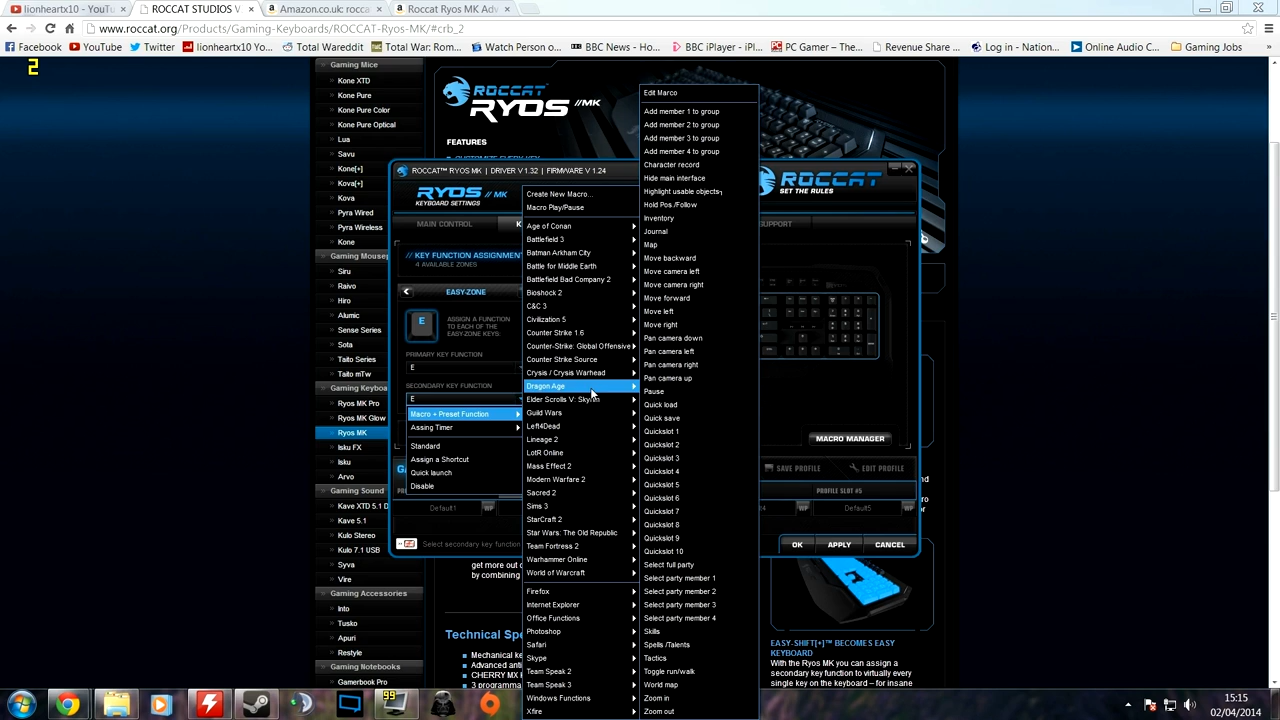 lionheartx10 - YouTu
ROCCAT STUDIOS V
Amazon.co.uk: rocca
Roccat Ryos MK Adv
www.roccat.org/Products/Gaming-Keyboards/ROCCAT-Ryos-MK/#crb_2
Facebook
YouTube
Twitter
lionheartx10 Yo...
Total Wareddit
Total War: Rom...
Watch Person o...
BBC News - Ho...
BBC iPlayer - iPl...
PC Gamer - The...
Revenue Share ...
Log in - Nation...
Online Audio C...
Gaming Jobs
2
Gaming Mice
Kone XTD
Kone Pure
Kone Pure Color
Kone Pure Optical
Lua
Savu
Kone[+]
Kova[+]
Kova
Pyra Wired
Pyra Wireless
Kone
Gaming Mousep
Siru
Raivo
Hiro
Alumic
Sense Series
Sota
Taito Series
Taito mTw
Gaming Keyboa
Ryos MK Pro
Ryos MK Glow
Ryos MK
Isku FX
Isku
Arvo
Gaming Sound
Kave XTD 5.1 D
Kave 5.1
Kulo Stereo
Kulo 7.1 USB
Syva
Vire
Gaming Accessories
Into
Tusko
Apuri
Restyle
Gaming Notebooks
Gamerbook Pro
ROCCAT
RYOS //MK
FEATURES
ROCCAT™ RYOS MK | DRIVER V 1.32 | FIRMWARE V 1.24
RYOS // MK
KEYBOARD SETTINGS
ROCCAT
SET THE RULES
MAIN CONTROL
K
SUPPORT
// KEY FUNCTION ASSIGNMEN
4 AVAILABLE ZONES
EASY-ZONE
E
ASSIGN A FUNCTION
TO EACH OF THE
EASY-ZONE KEYS:
PRIMARY KEY FUNCTION
E
SECONDARY KEY FUNCTION
E
Macro + Preset Function
Assing Timer
Standard
Assign a Shortcut
Quick launch
Disable
Create New Macro...
Macro Play/Pause
Age of Conan
Battlefield 3
Batman Arkham City
Battle for Middle Earth
Battlefield Bad Company 2
Bioshock 2
C&C 3
Civilization 5
Counter Strike 1.6
Counter-Strike: Global Offensive
Counter Strike Source
Crysis / Crysis Warhead
Dragon Age
Elder Scrolls V: Skyrim
Guild Wars
Left4Dead
Lineage 2
LotR Online
Mass Effect 2
Modern Warfare 2
Sacred 2
Sims 3
StarCraft 2
Star Wars: The Old Republic
Team Fortress 2
Warhammer Online
World of Warcraft
Firefox
Internet Explorer
Office Functions
Photoshop
Safari
Skype
Team Speak 2
Team Speak 3
Windows Functions
Xfire
Edit Marco
Add member 1 to group
Add member 2 to group
Add member 3 to group
Add member 4 to group
Character record
Hide main interface
Highlight usable objects
Hold Pos./Follow
Inventory
Journal
Map
Move backward
Move camera left
Move camera right
Move forward
Move left
Move right
Pan camera down
Pan camera left
Pan camera right
Pan camera up
Pause
Quick load
Quick save
Quickslot 1
Quickslot 2
Quickslot 3
Quickslot 4
Quickslot 5
Quickslot 6
Quickslot 7
Quickslot 8
Quickslot 9
Quickslot 10
Select full party
Select party member 1
Select party member 2
Select party member 3
Select party member 4
Skills
Spells /Talents
Tactics
Toggle run/walk
World map
Zoom in
Zoom out
MACRO MANAGER
SAVE PROFILE
EDIT PROFILE
PROFILE SLOT #5
Default1
WP
WP
Default5
WP
Select secondary key function
OK
APPLY
CANCEL
get more out o
by combining
Technical Spe
Mechanical ke
Advanced anti
CHERRY MX
3 programma
EASY-SHIFT[+]™ BECOMES EASY
KEYBOARD
With the Ryos MK you can assign a
secondary key function to virtually every
single key on the keyboard – for insane
99
15:15
02/04/2014